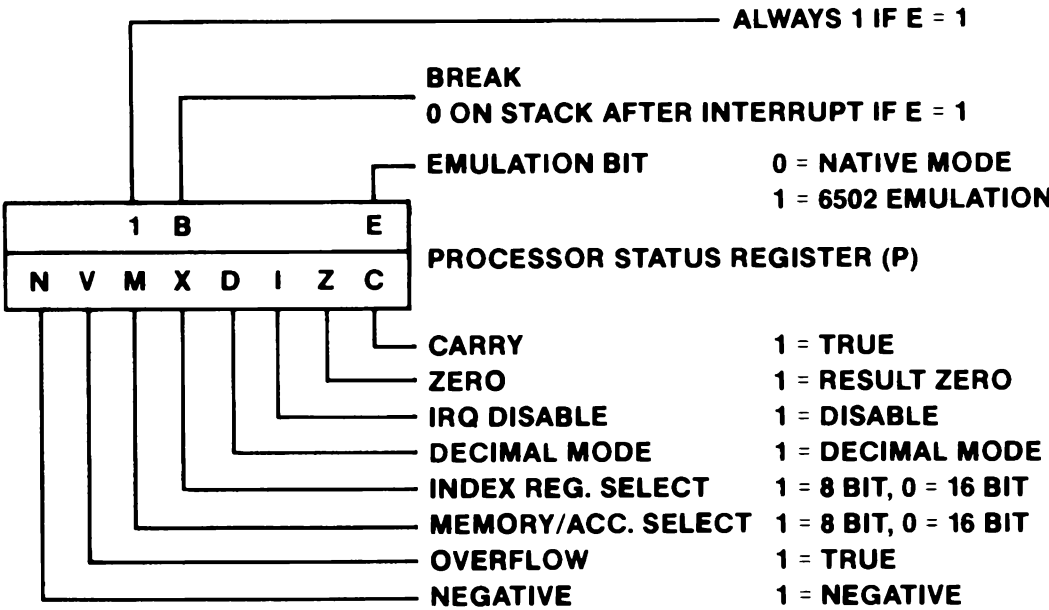 ALWAYS 1 IF E = 1
BREAK
0 ON STACK AFTER INTERRUPT IF E = 1
EMULATION BIT 0 = NATIVE MODE
1 = 6502 EMULATION
1 B E
PROCESSOR STATUS REGISTER (P)
N V M X D I Z C
CARRY 1 = TRUE
ZERO 1 = RESULT ZERO
IRQ DISABLE 1 = DISABLE
DECIMAL MODE 1 = DECIMAL MODE
INDEX REG. SELECT 1 = 8 BIT, 0 = 16 BIT
MEMORY/ACC. SELECT 1 = 8 BIT, 0 = 16 BIT
OVERFLOW 1 = TRUE
NEGATIVE 1 = NEGATIVE